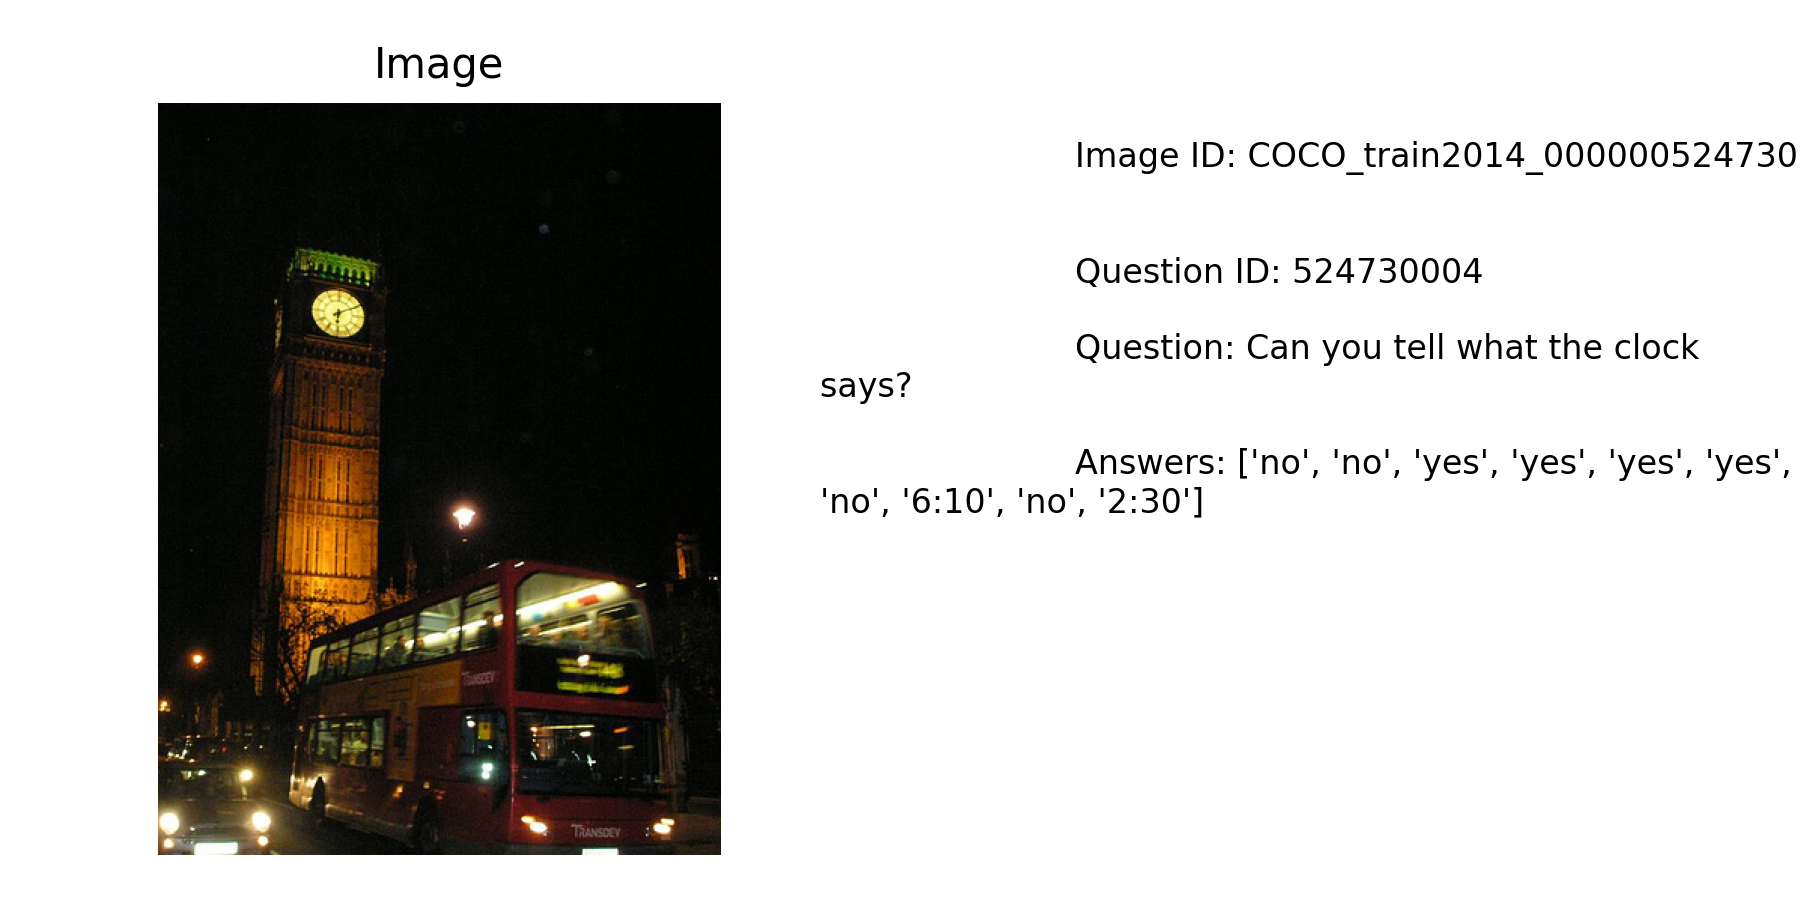 Image
Image ID: COCO_train2014_000000524730
Question ID: 524730004
Question: Can you tell what the clock
says?
Answers: ['no', 'no', 'yes', 'yes', 'yes', 'yes',
'no', '6:10', 'no', '2:30']
TRANSDEV
TRANSDEV